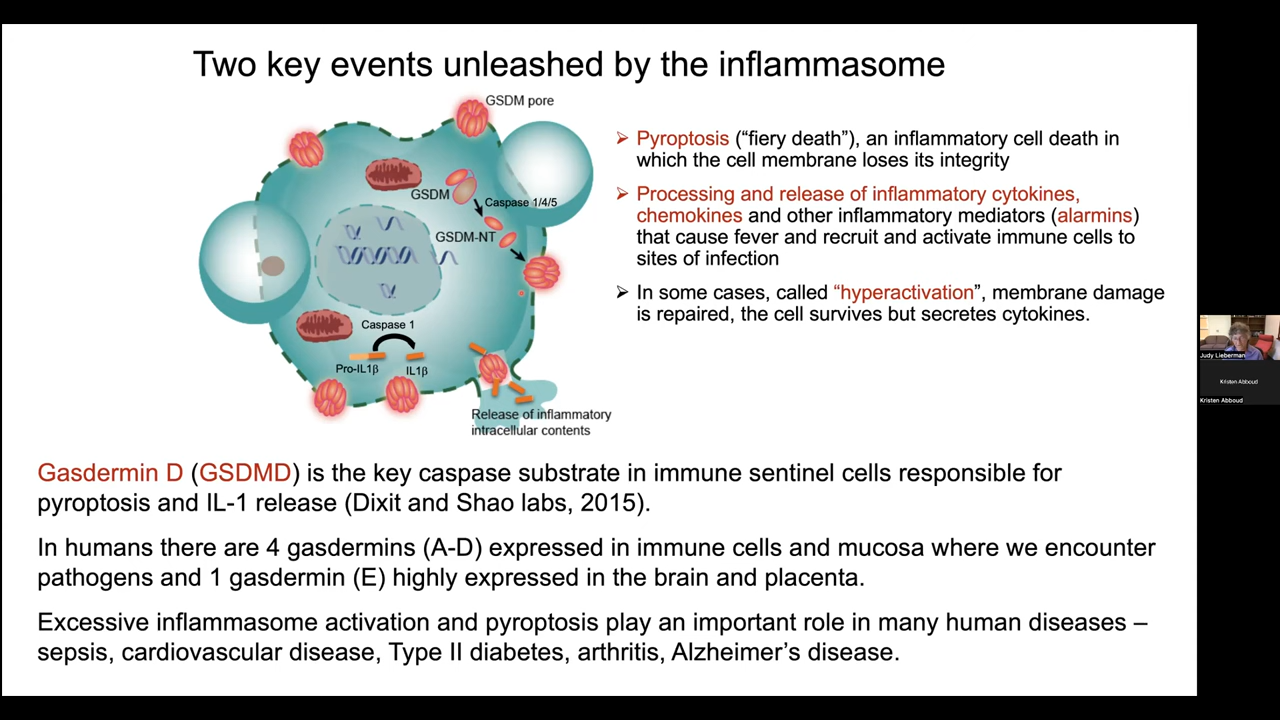 Two key events unleashed by the inflammasome
GSDM pore
GSDM
Caspase 1/4/5
GSDM-NT
Caspase 1
Pro-IL1β
IL1β
Release of inflammatory
intracellular contents
➢ Pyroptosis (“fiery death”), an inflammatory cell death in
which the cell membrane loses its integrity
➢ Processing and release of inflammatory cytokines,
chemokines and other inflammatory mediators (alarmins)
that cause fever and recruit and activate immune cells to
sites of infection
➢ In some cases, called “hyperactivation”, membrane damage
is repaired, the cell survives but secretes cytokines.
Gasdermin D (GSDMD) is the key caspase substrate in immune sentinel cells responsible for
pyroptosis and IL-1 release (Dixit and Shao labs, 2015).
In humans there are 4 gasdermins (A-D) expressed in immune cells and mucosa where we encounter
pathogens and 1 gasdermin (E) highly expressed in the brain and placenta.
Excessive inflammasome activation and pyroptosis play an important role in many human diseases –
sepsis, cardiovascular disease, Type II diabetes, arthritis, Alzheimer’s disease.
Judy Lieberman
Kristen Abboud
Kristen Abboud